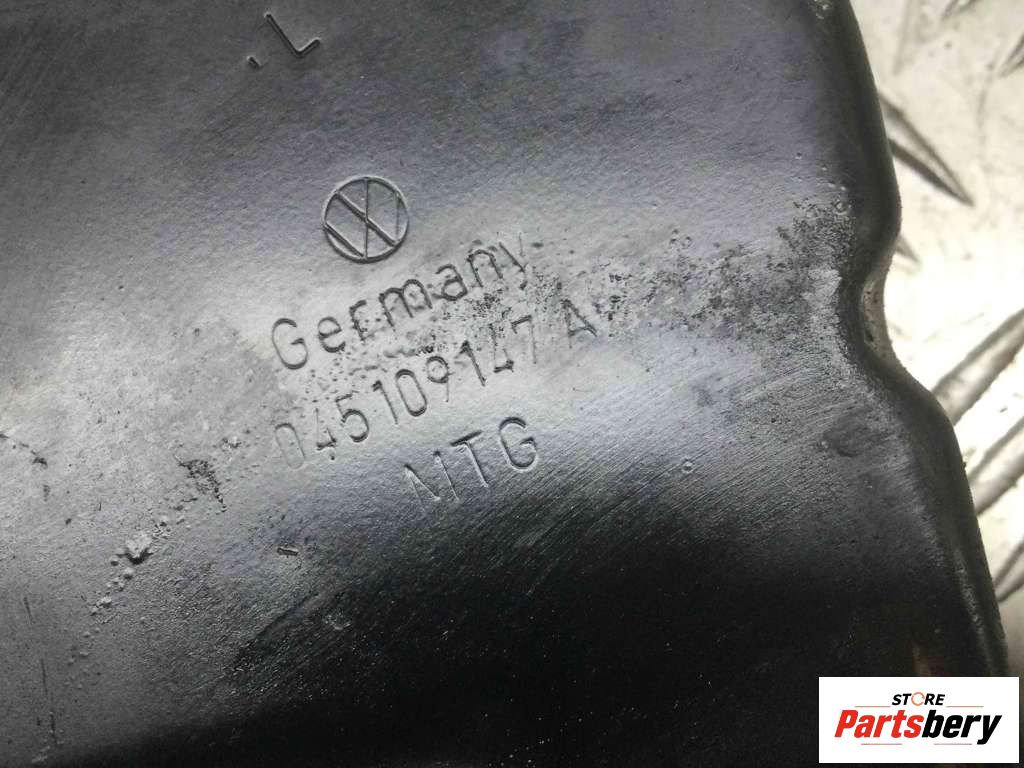 L
Germany
045109147 A
MTG
STORE
Partsbery